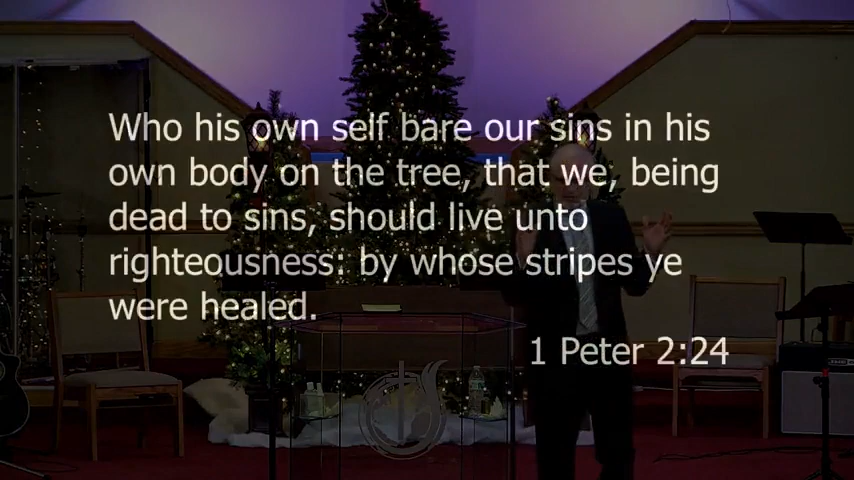 Who his own self bare our sins in his
own body on the tree, that we, being
dead to sins, should live unto
righteousness: by whose stripes ye
were healed.
1 Peter 2:24